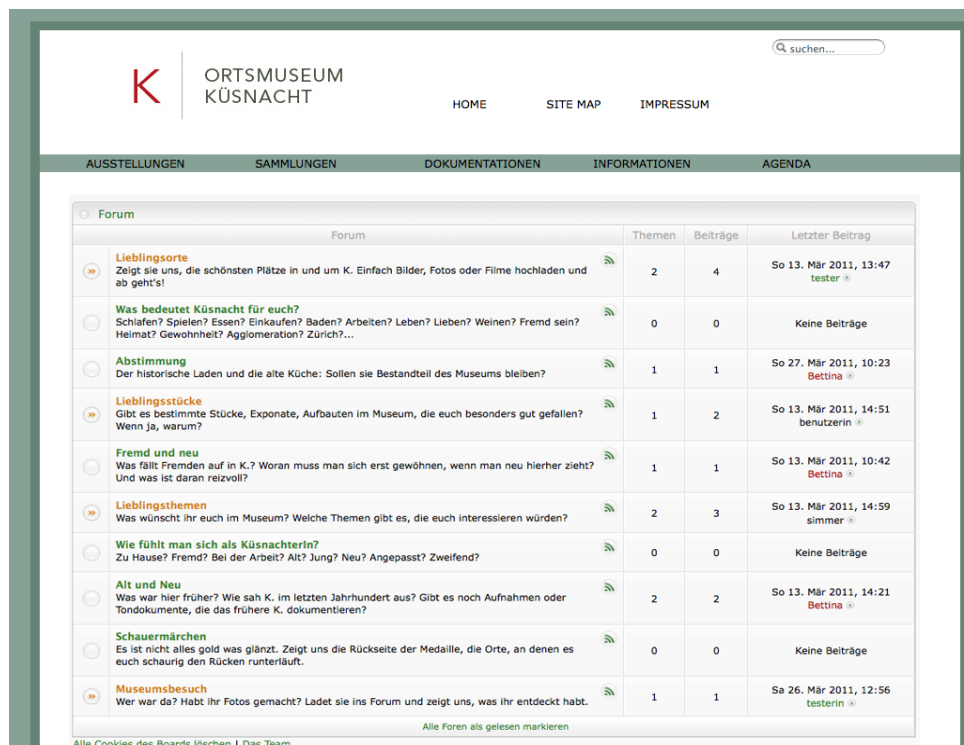 suchen...
K
ORTSMUSEUM
KÜSNACHT
HOME SITE MAP IMPRESSUM
AUSSTELLUNGEN SAMMLUNGEN DOKUMENTATIONEN INFORMATIONEN AGENDA
Forum
Forum Themen Beiträge Letzter Beitrag
Lieblingsorte
Zeigt sie uns, die schönsten Plätze in und um K. Einfach Bilder, Fotos oder Filme hochladen und
ab geht's!
2 4 So 13. Mär 2011, 13:47
tester
Was bedeutet Küsnacht für euch?
Schlafen? Spielen? Essen? Einkaufen? Baden? Arbeiten? Leben? Lieben? Weinen? Fremd sein?
Heimat? Gewohnheit? Agglomeration? Zürich?...
0 0 Keine Beiträge
Abstimmung
Der historische Laden und die alte Küche: Sollen sie Bestandteil des Museums bleiben?
1 1 So 27. Mär 2011, 10:23
Bettina
Lieblingsstücke
Gibt es bestimmte Stücke, Exponate, Aufbauten im Museum, die euch besonders gut gefallen?
Wenn ja, warum?
1 2 So 13. Mär 2011, 14:51
benutzerin
Fremd und neu
Was fällt Fremden auf in K.? Woran muss man sich erst gewöhnen, wenn man neu hierher zieht?
Und was ist daran reizvoll?
1 1 So 13. Mär 2011, 10:42
Bettina
Lieblingsthemen
Was wünscht ihr euch im Museum? Welche Themen gibt es, die euch interessieren würden?
2 3 So 13. Mär 2011, 14:59
simmer
Wie fühlt man sich als KüsnachterIn?
Zu Hause? Fremd? Bei der Arbeit? Alt? Jung? Neu? Angepasst? Zweifend?
0 0 Keine Beiträge
Alt und Neu
Was war hier früher? Wie sah K. im letzten Jahrhundert aus? Gibt es noch Aufnahmen oder
Tondokumente, die das frühere K. dokumentieren?
2 2 So 13. Mär 2011, 14:21
Bettina
Schauermärchen
Es ist nicht alles gold was glänzt. Zeigt uns die Rückseite der Medaille, die Orte, an denen es
euch schaurig den Rücken runterläuft.
0 0 Keine Beiträge
Museumsbesuch
Wer war da? Habt ihr Fotos gemacht? Ladet sie ins Forum und zeigt uns, was ihr entdeckt habt.
1 1 Sa 26. Mär 2011, 12:56
testerin
Alle Foren als gelesen markieren
Alle Cookies des Boards löschen | Das Team